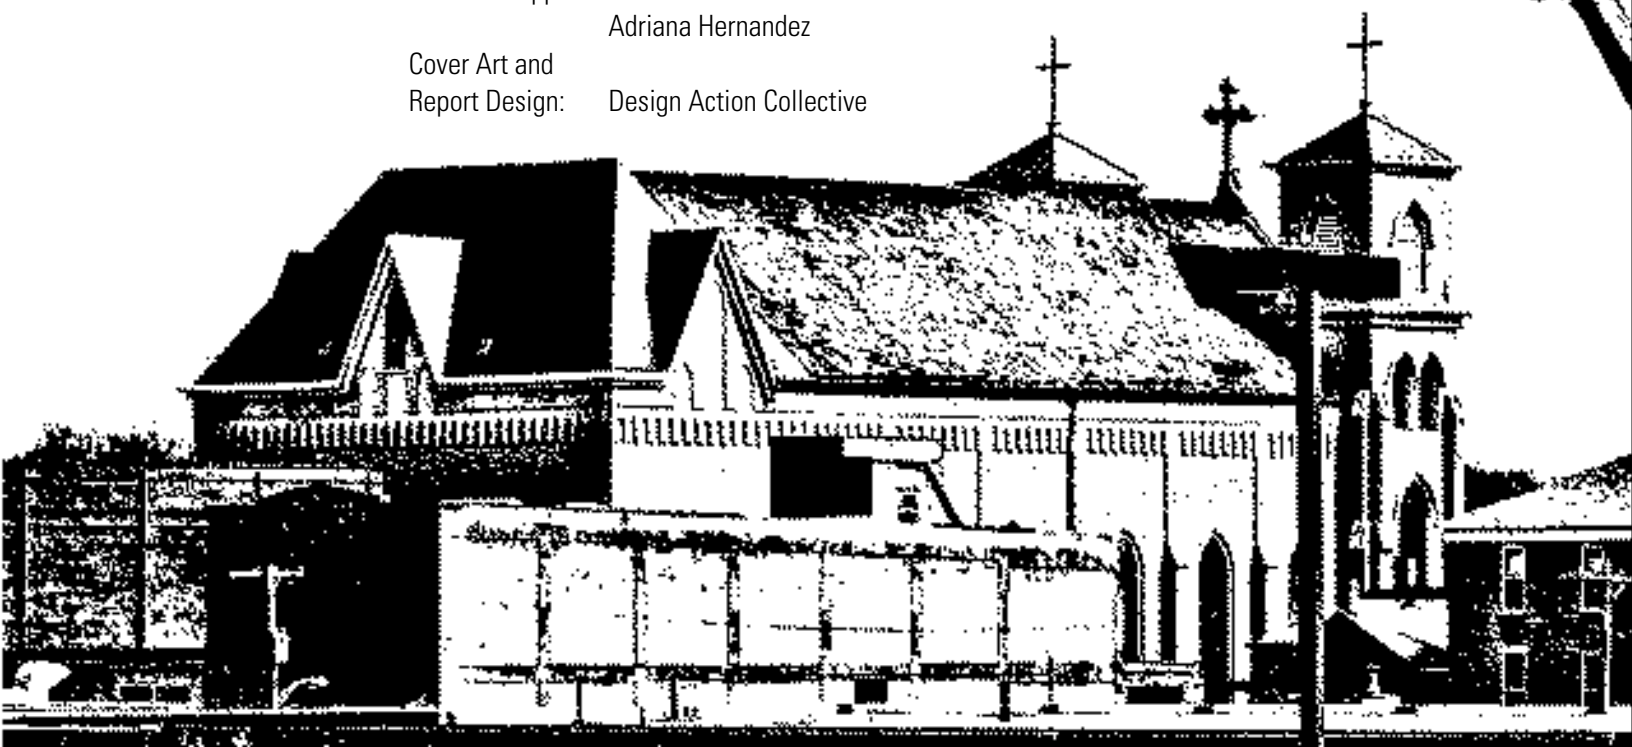 Adriana Hernandez
Cover Art and
Report Design: Design Action Collective